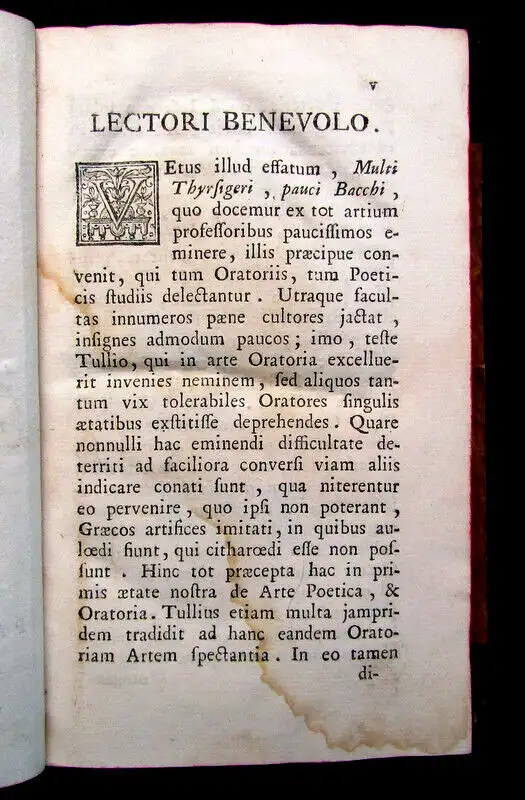 v
LECTORI BENEVOLO.
VEtus illud effatum, Multi
Thyrſigeri, pauci Bacchi,
quo docemur ex tot artium
profeſſoribus pauciſſimos e-
minere, illis præcipue con-
venit, qui tum Oratoriis, tum Poeti-
cis ſtudiis delectantur. Utraque facul-
tas innumeros pæne cultores jactat,
inſignes admodum paucos; imo, teſte
Tullio, qui in arte Oratoria excellue-
rit invenies neminem, ſed aliquos tan-
tum vix tolerabiles Oratores ſingulis
ætatibus exſtitiſſe deprehendes. Quare
nonnulli hac eminendi difficultate de-
territi ad faciliora converſi viam aliis
indicare conati ſunt, qua niterentur
eo pervenire, quo ipſi non poterant,
Græcos artifices imitati, in quibus au-
lœdi fiunt, qui citharœdi eſſe non poſ-
ſunt. Hinc tot præcepta hac in pri-
mis ætate noſtra de Arte Poetica, &
Oratoria. Tullius etiam multa jampri-
dem tradidit ad hanc eandem Orato-
riam Artem ſpectantia. In eo tamen
di-